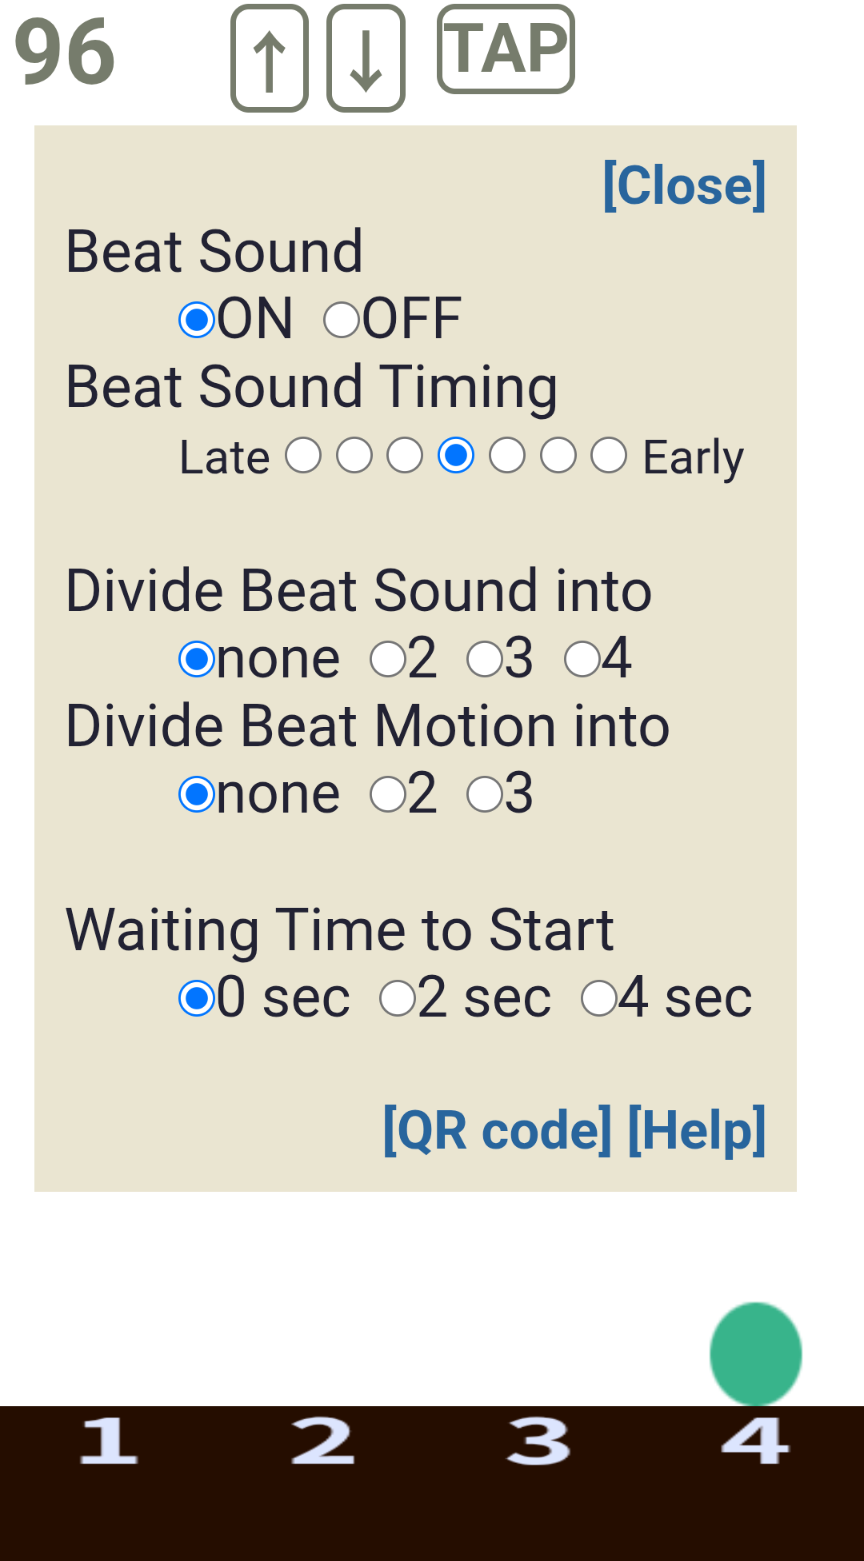 96 ↑ ↓ TAP
[Close]
Beat Sound
ON OFF
Beat Sound Timing
Late Early
Divide Beat Sound into
none 2 3 4
Divide Beat Motion into
none 2 3
Waiting Time to Start
0 sec 2 sec 4 sec
[QR code] [Help]
1 2 3 4